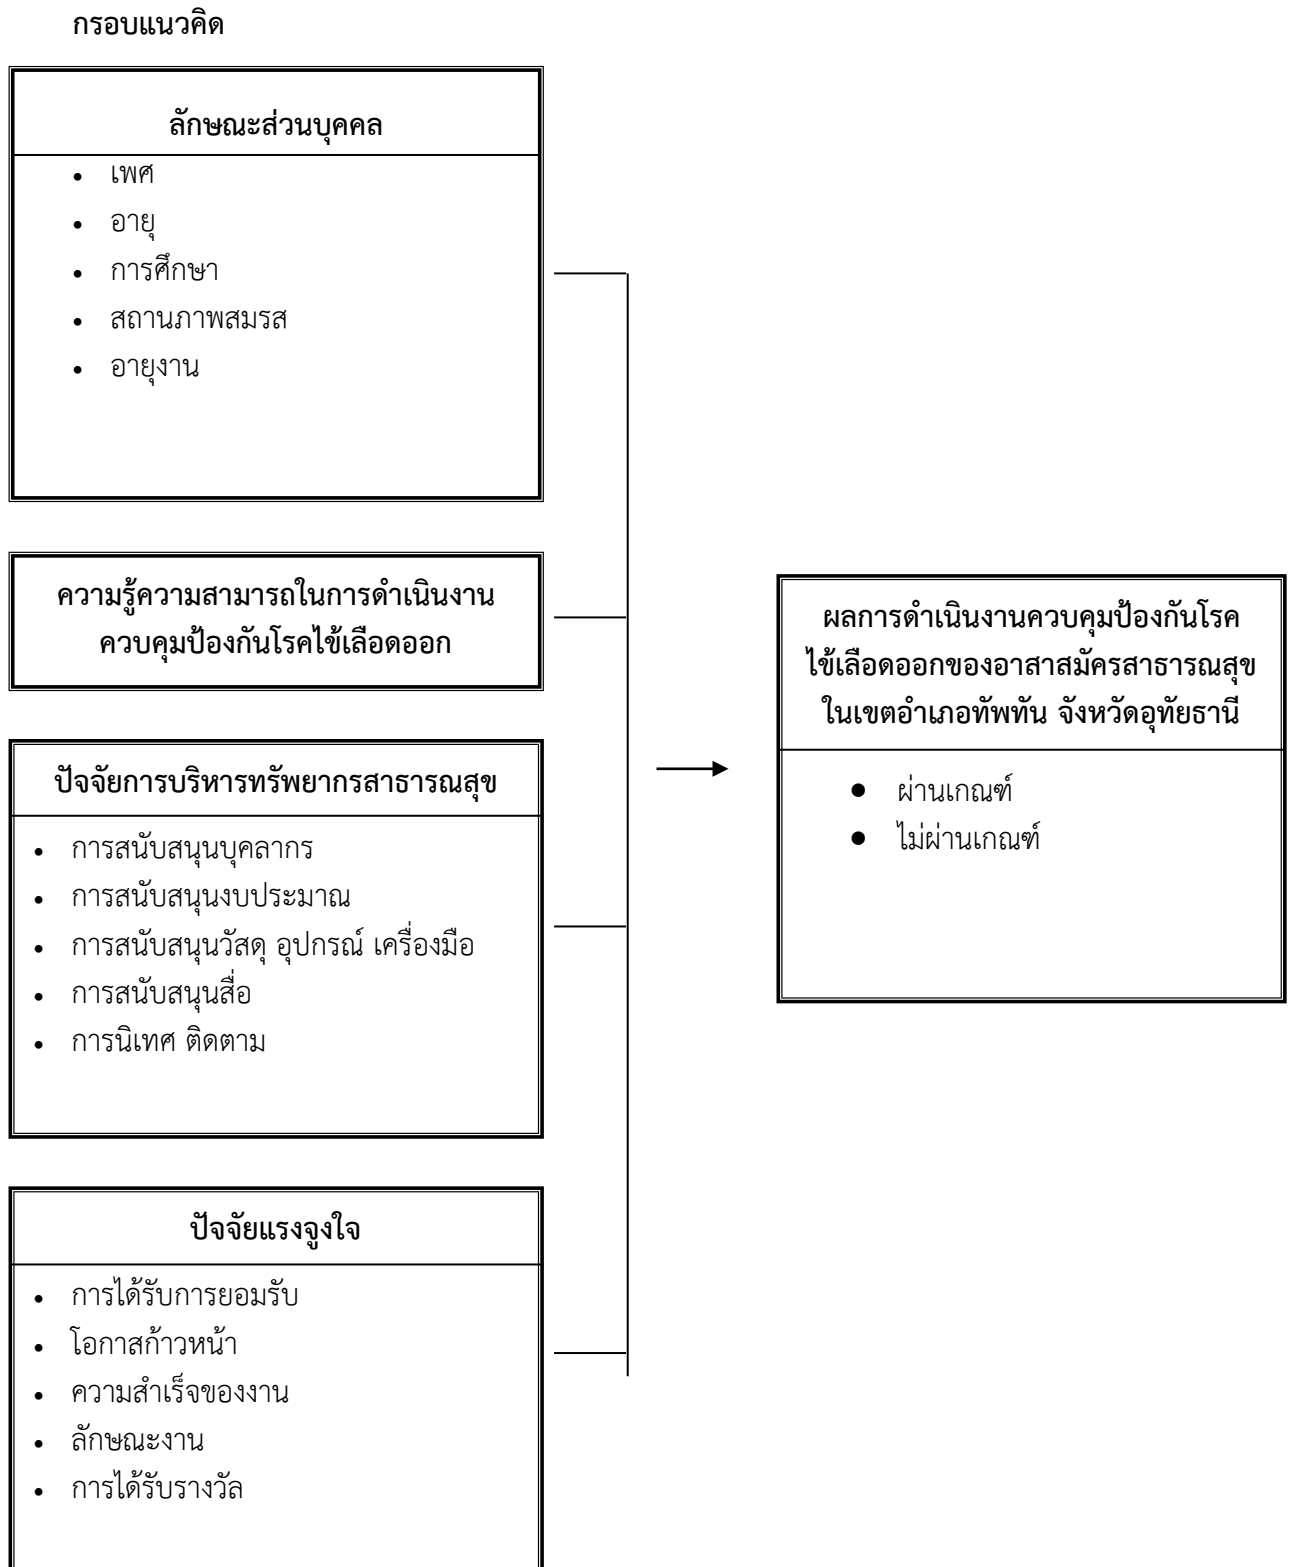 กรอบแนวคิด
ลักษณะส่วนบุคคล
• เพศ
• อายุ
• การศึกษา
• สถานภาพสมรส
• อายุงาน
ความรู้ความสามารถในการดำเนินงาน
ควบคุมป้องกันโรคไข้เลือดออก
ปัจจัยการบริหารทรัพยากรสาธารณสุข
• การสนับสนุนบุคลากร
• การสนับสนุนงบประมาณ
• การสนับสนุนวัสดุ อุปกรณ์ เครื่องมือ
• การสนับสนุนสื่อ
• การนิเทศ ติดตาม
ปัจจัยแรงจูงใจ
• การได้รับการยอมรับ
• โอกาสก้าวหน้า
• ความสำเร็จของงาน
• ลักษณะงาน
• การได้รับรางวัล
ผลการดำเนินงานควบคุมป้องกันโรค
ไข้เลือดออกของอาสาสมัครสาธารณสุข
ในเขตอำเภอทัพทัน จังหวัดอุทัยธานี
• ผ่านเกณฑ์
• ไม่ผ่านเกณฑ์